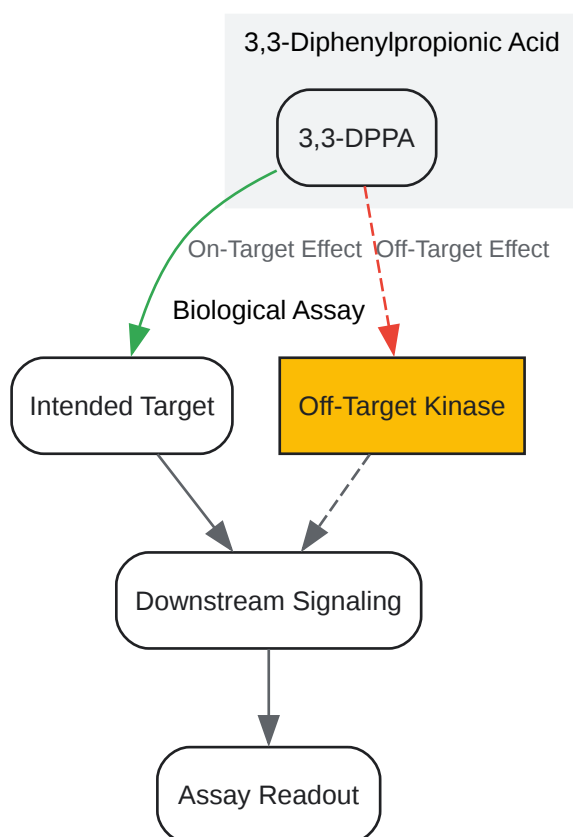 3,3-Diphenylpropionic Acid
3,3-DPPA
On-Target Effect
Off-Target Effect
Biological Assay
Intended Target
Off-Target Kinase
Downstream Signaling
Assay Readout